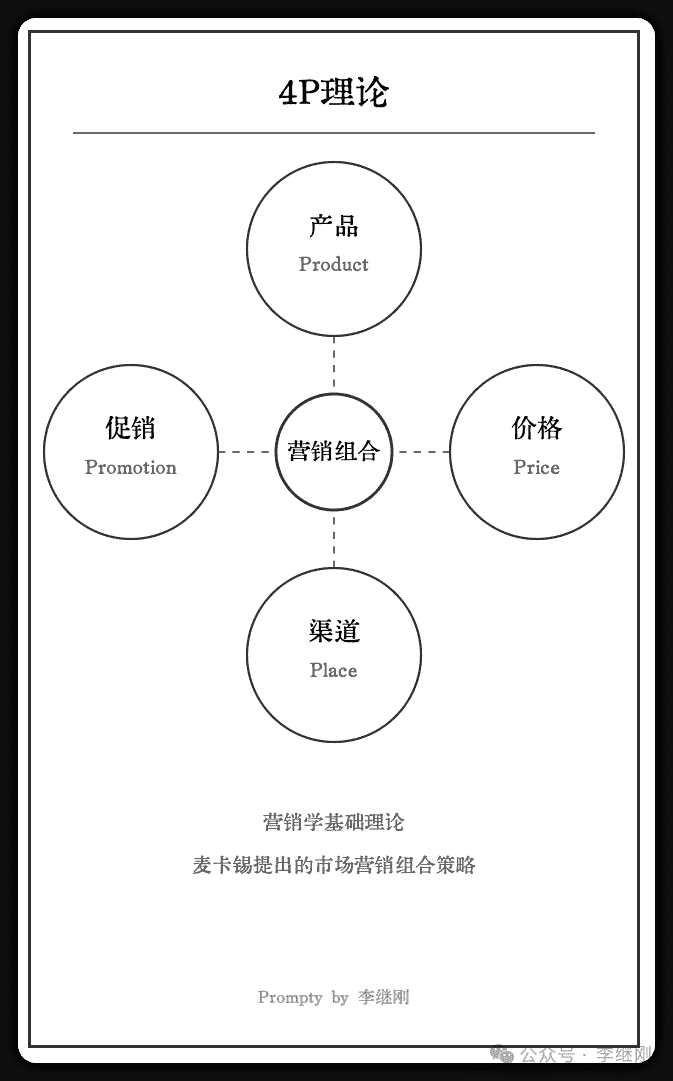 4P理论
产品
Product
促销
Promotion
营销组合
价格
Price
渠道
Place
营销学基础理论
麦卡锡提出的市场营销组合策略
Prompty by 李继刚
公众号 · 李继刚